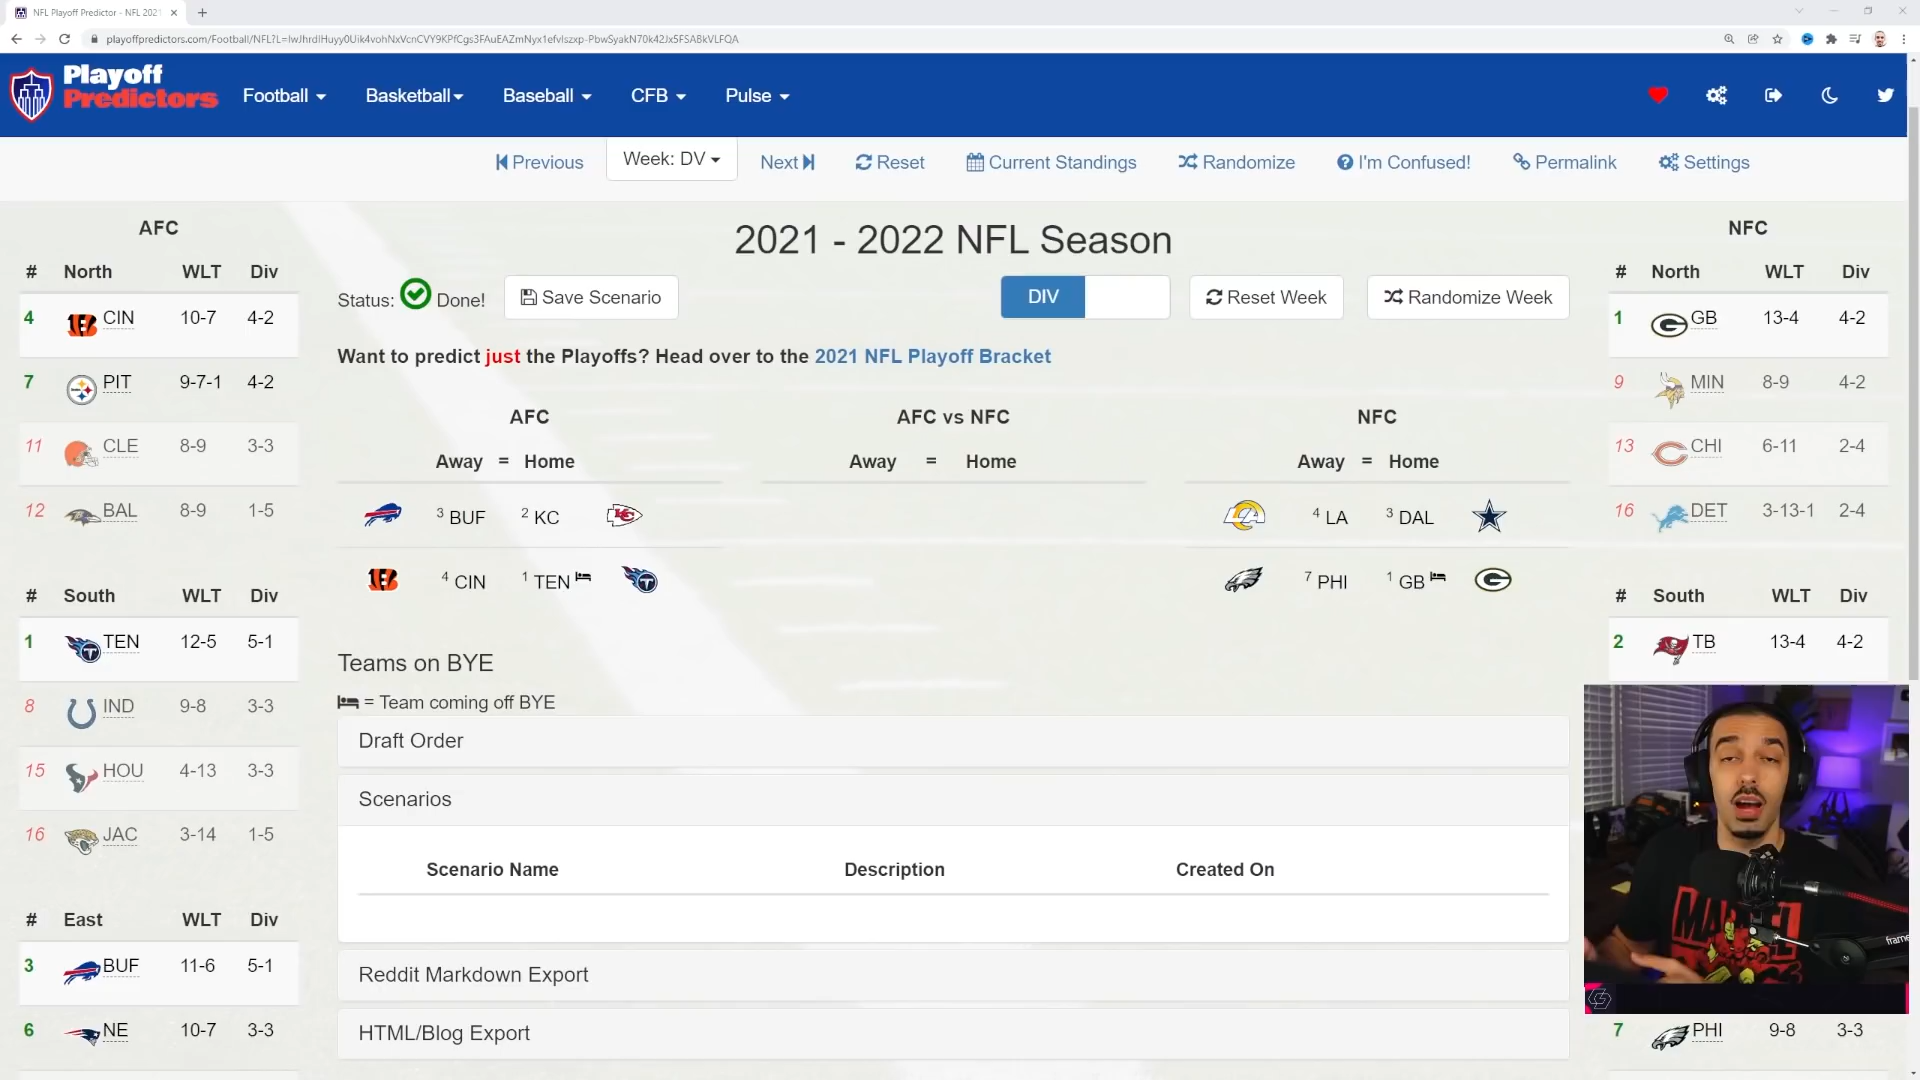 NFL Playoff Predictor - NFL 2021
playoffpredictors.com/Football/NFL?L=
Playoff
Predictors
Football
Basketball
Baseball
CFB
Pulse
Previous
Week: DV
Next
Reset
Current Standings
Randomize
I'm Confused!
Permalink
Settings
AFC
# North WLT Div
4 CIN 10-7 4-2
7 PIT 9-7-1 4-2
11 CLE 8-9 3-3
12 BAL 8-9 1-5
# South WLT Div
1 TEN 12-5 5-1
8 IND 9-8 3-3
15 HOU 4-13 3-3
16 JAC 3-14 1-5
# East WLT Div
3 BUF 11-6 5-1
6 NE 10-7 3-3
2021 - 2022 NFL Season
Status: Done!
Save Scenario
DIV
Reset Week
Randomize Week
Want to predict just the Playoffs? Head over to the 2021 NFL Playoff Bracket
AFC
Away = Home
3 BUF 2 KC
4 CIN 1 TEN
AFC vs NFC
Away = Home
NFC
Away = Home
4 LA 3 DAL
7 PHI 1 GB
Teams on BYE
= Team coming off BYE
Draft Order
Scenarios
Scenario Name Description Created On
Reddit Markdown Export
HTML/Blog Export
NFC
# North WLT Div
1 GB 13-4 4-2
9 MIN 8-9 4-2
13 CHI 6-11 2-4
16 DET 3-13-1 2-4
# South WLT Div
2 TB 13-4 4-2
7 PHI 9-8 3-3